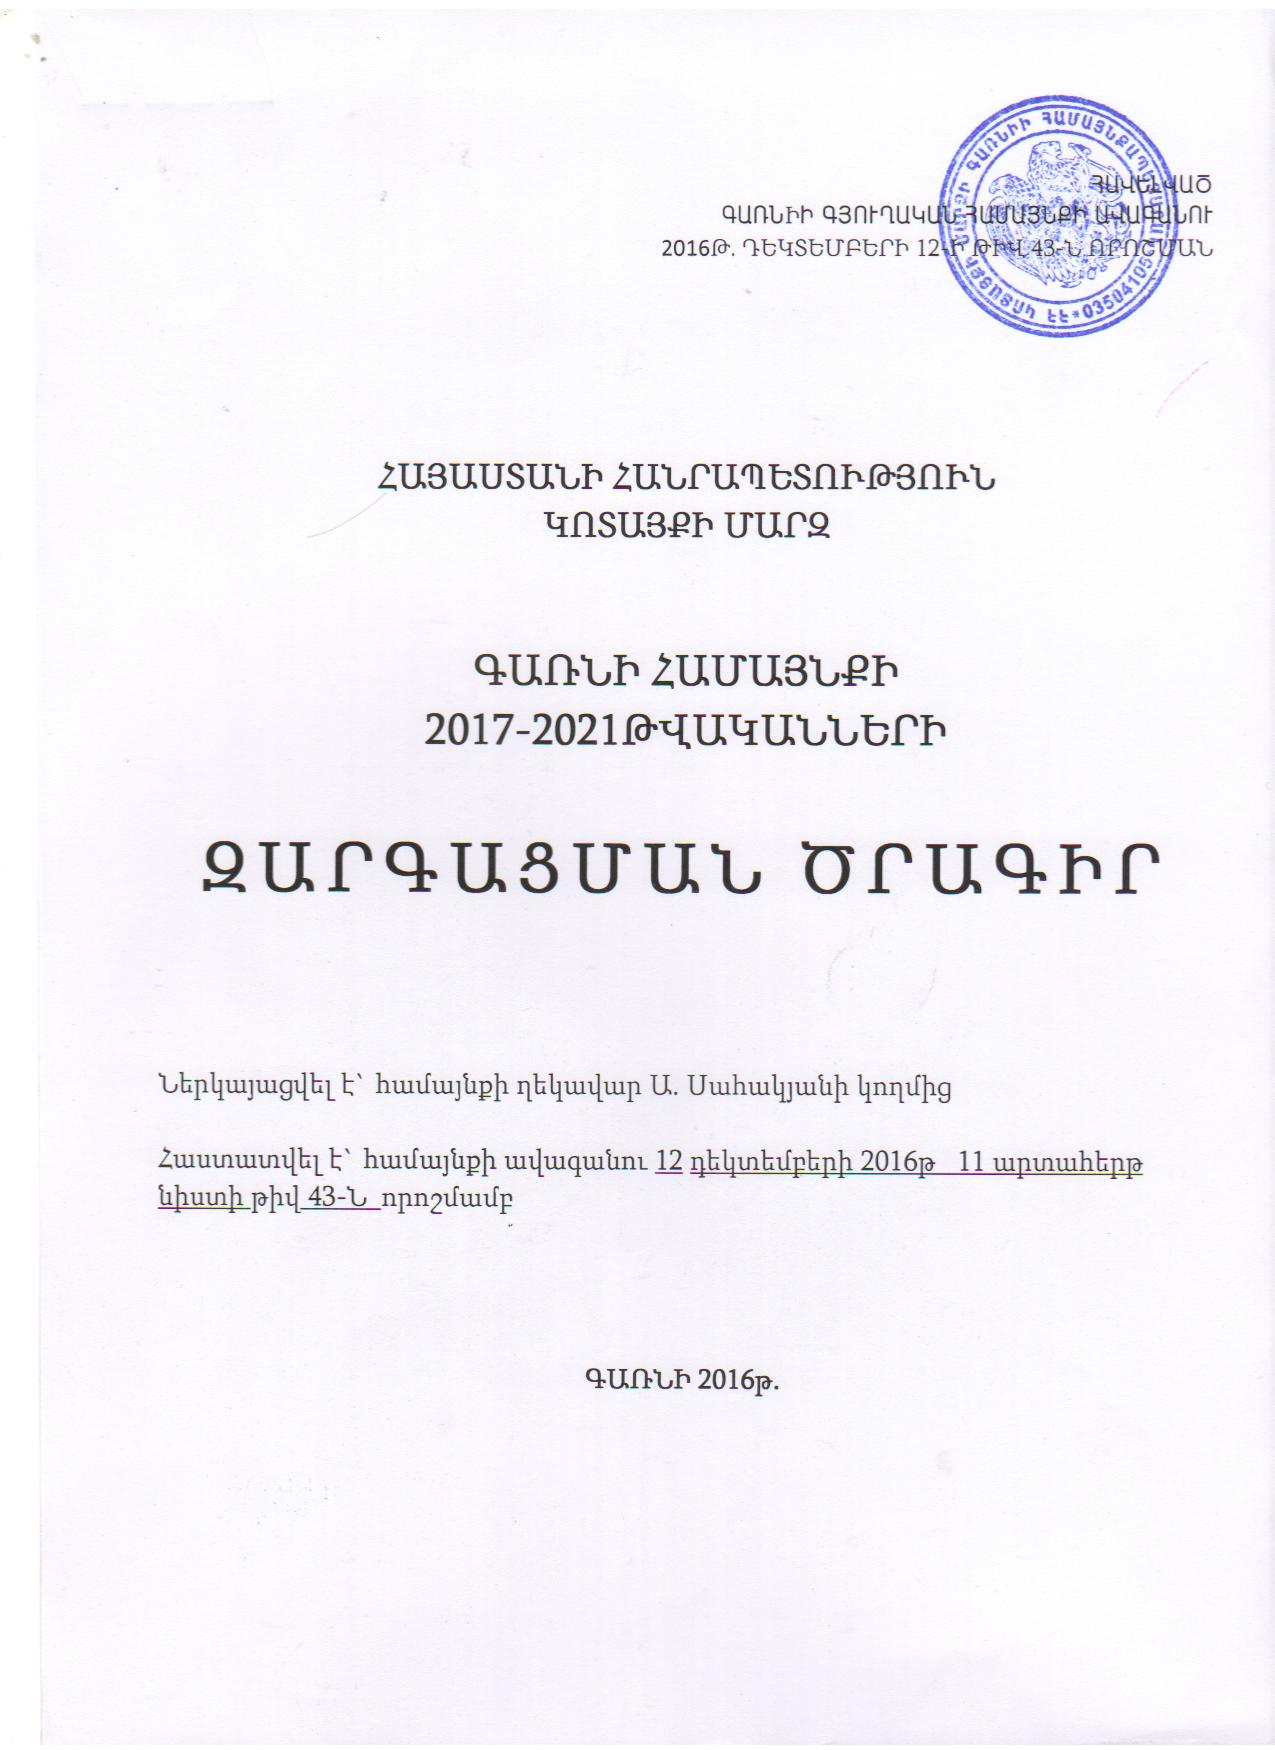 ՀԱՎԵԼՎԱԾ
ԳԱՌՆԻԻ ԳՅՈՒՂԱԿԱՆ ՀԱՄԱՅՆՔԻ ԱՎԱԳԱՆՈՒ
2016Թ. ԴԵԿՏԵՄԲԵՐԻ 12-Ի ԹԻՎ 43-Ն ՈՐՈՇՄԱՆ
ՀԱՅԱՍՏԱՆԻ ՀԱՆՐԱՊԵՏՈՒԹՅՈՒՆ
ԿՈՏԱՅՔԻ ՄԱՐԶ
ԳԱՌՆԻ ՀԱՄԱՅՆՔԻ
2017-2021ԹՎԱԿԱՆՆԵՐԻ
ԶԱՐԳԱՑՄԱՆ ԾՐԱԳԻՐ
Ներկայացվել է՝ համայնքի ղեկավար Ա. Սահակյանի կողմից
Հաստատվել է՝ համայնքի ավագանու 12 դեկտեմբերի 2016թ 11 արտահերթ
նիստի թիվ 43-Ն որոշմամբ
ԳԱՌՆԻ 2016թ.